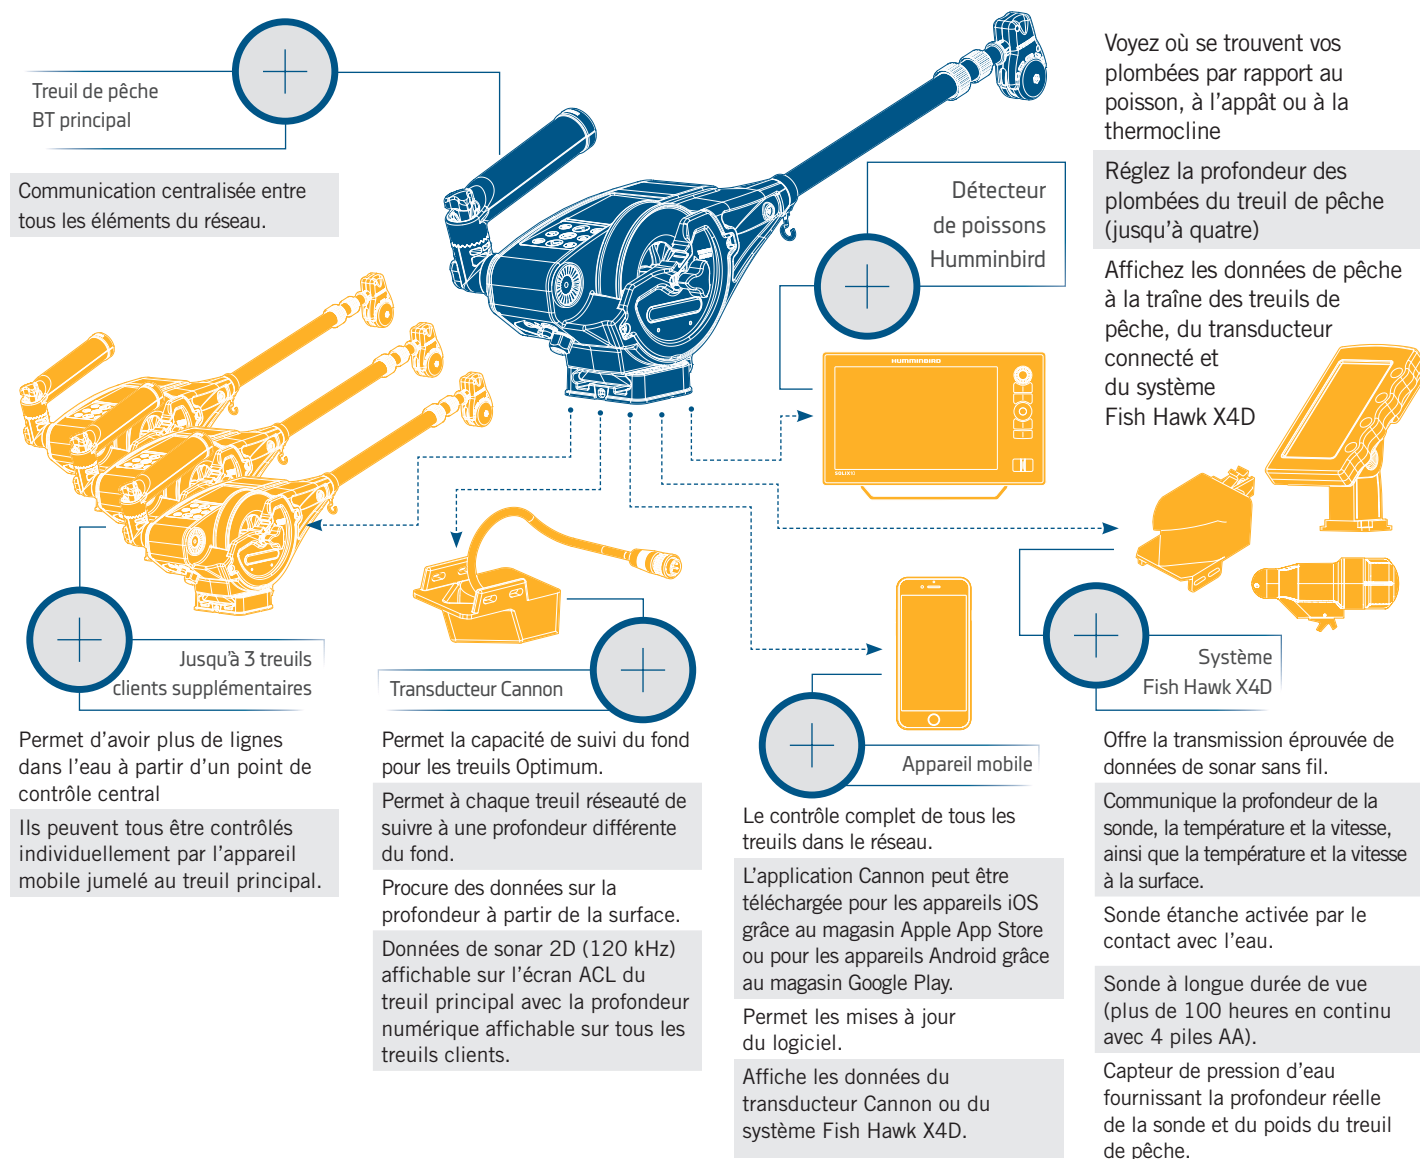 Treuil de pêche
BT principal
Communication centralisée entre
tous les éléments du réseau.
Détecteur
de poissons
Humminbird
Voyez où se trouvent vos
plombées par rapport au
poisson, à l’appât ou à la
thermocline
Réglez la profondeur des
plombées du treuil de pêche
(jusqu’à quatre)
Affichez les données de pêche
à la traîne des treuils de
pêche, du transducteur
connecté et
du système
Fish Hawk X4D
HUMMINBIRD
SOLIX
Jusqu’à 3 treuils
clients supplémentaires
Permet d’avoir plus de lignes
dans l’eau à partir d’un point de
contrôle central
Ils peuvent tous être contrôlés
individuellement par l’appareil
mobile jumelé au treuil principal.
Transducteur Cannon
Permet la capacité de suivi du fond
pour les treuils Optimum.
Permet à chaque treuil réseauté de
suivre à une profondeur différente
du fond.
Procure des données sur la
profondeur à partir de la surface.
Données de sonar 2D (120 kHz)
affichable sur l’écran ACL du
treuil principal avec la profondeur
numérique affichable sur tous les
treuils clients.
Appareil mobile
Le contrôle complet de tous les
treuils dans le réseau.
L’application Cannon peut être
téléchargée pour les appareils iOS
grâce au magasin Apple App Store
ou pour les appareils Android grâce
au magasin Google Play.
Permet les mises à jour
du logiciel.
Affiche les données du
transducteur Cannon ou du
système Fish Hawk X4D.
Système
Fish Hawk X4D
Offre la transmission éprouvée de
données de sonar sans fil.
Communique la profondeur de la
sonde, la température et la vitesse,
ainsi que la température et la vitesse
à la surface.
Sonde étanche activée par le
contact avec l’eau.
Sonde à longue durée de vue
(plus de 100 heures en continu
avec 4 piles AA).
Capteur de pression d’eau
fournissant la profondeur réelle
de la sonde et du poids du treuil
de pêche.